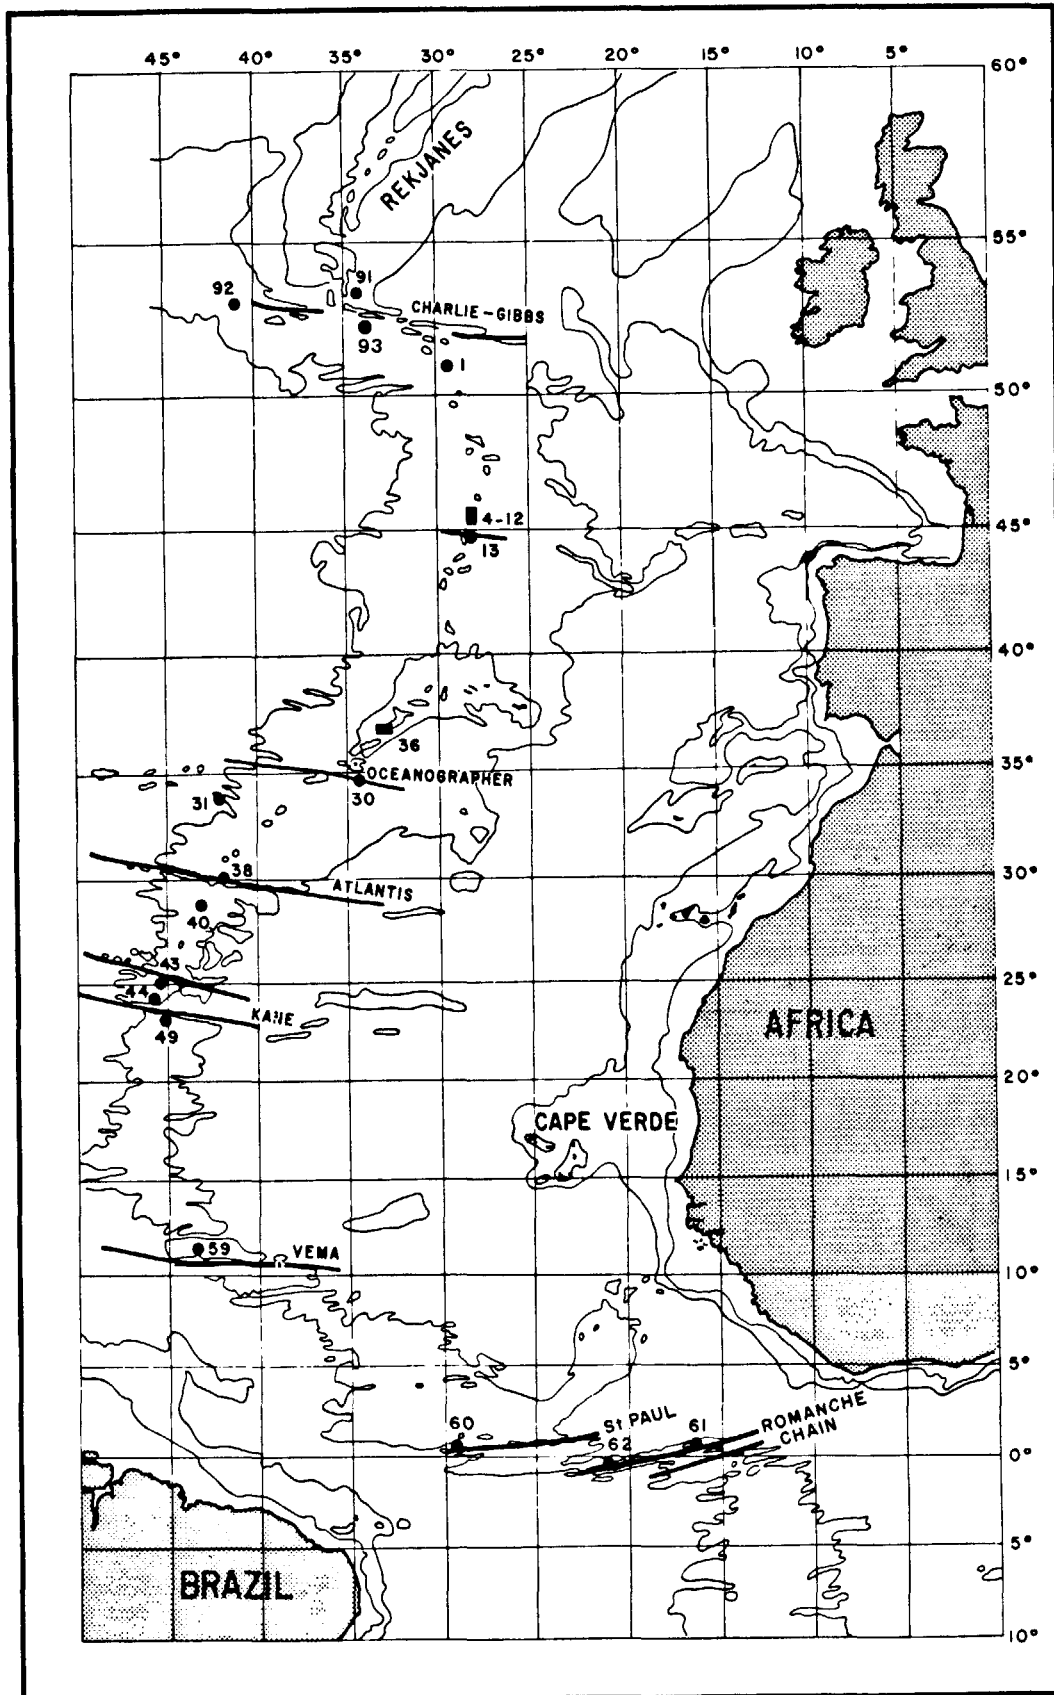 45° 40° 35° 30° 25° 20° 15° 10° 5°
60°
REKJANES
55°
91
92
CHARLIE-GIBBS
93
1
50°
4-12
45°
13
40°
36
35°
OCEANOGRAPHER
30
31
38
30°
ATLANTIS
40
43
25°
44
KANE
49
AFRICA
20°
CAPE VERDE
15°
59
VEMA
10°
5°
60
St PAUL
61
ROMANCHE
CHAIN
62
0°
5°
BRAZIL
10°